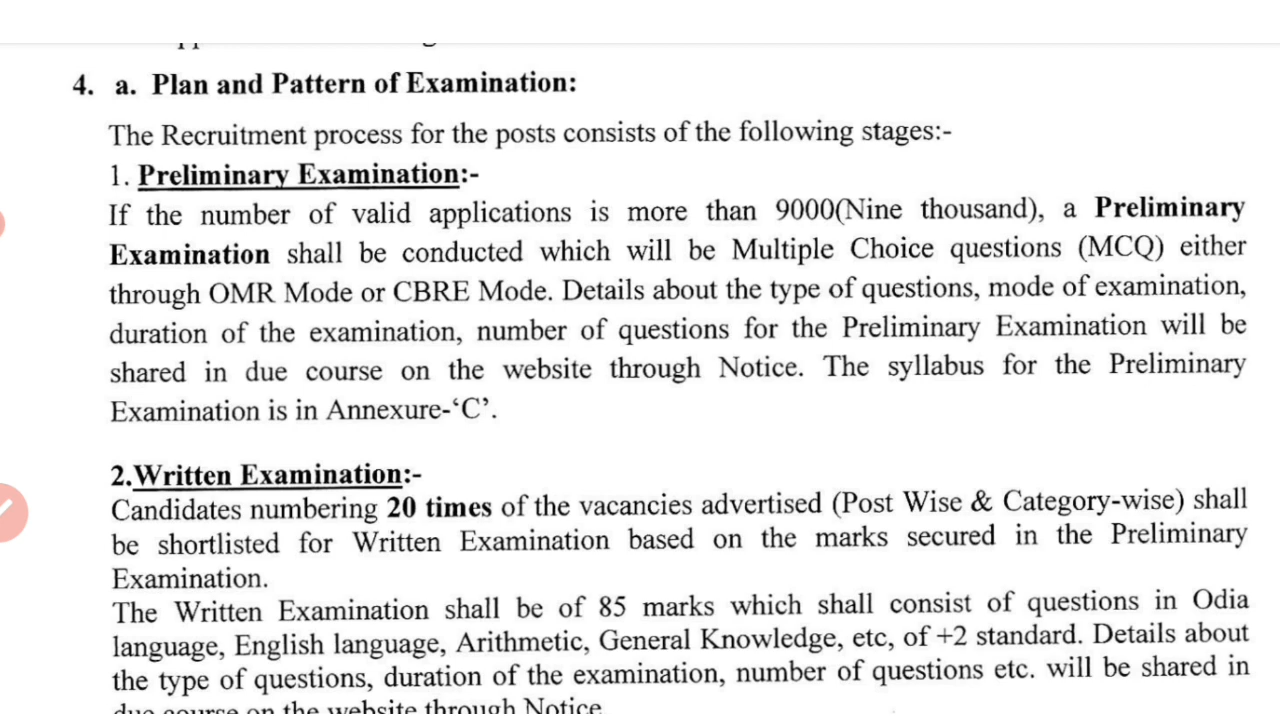 4. a. Plan and Pattern of Examination:
The Recruitment process for the posts consists of the following stages:-
1. Preliminary Examination:-
If the number of valid applications is more than 9000(Nine thousand), a Preliminary
Examination shall be conducted which will be Multiple Choice questions (MCQ) either
through OMR Mode or CBRE Mode. Details about the type of questions, mode of examination,
duration of the examination, number of questions for the Preliminary Examination will be
shared in due course on the website through Notice. The syllabus for the Preliminary
Examination is in Annexure-‘C’.
2.Written Examination:-
Candidates numbering 20 times of the vacancies advertised (Post Wise & Category-wise) shall
be shortlisted for Written Examination based on the marks secured in the Preliminary
Examination.
The Written Examination shall be of 85 marks which shall consist of questions in Odia
language, English language, Arithmetic, General Knowledge, etc, of +2 standard. Details about
the type of questions, duration of the examination, number of questions etc. will be shared in
due course on the website through Notice